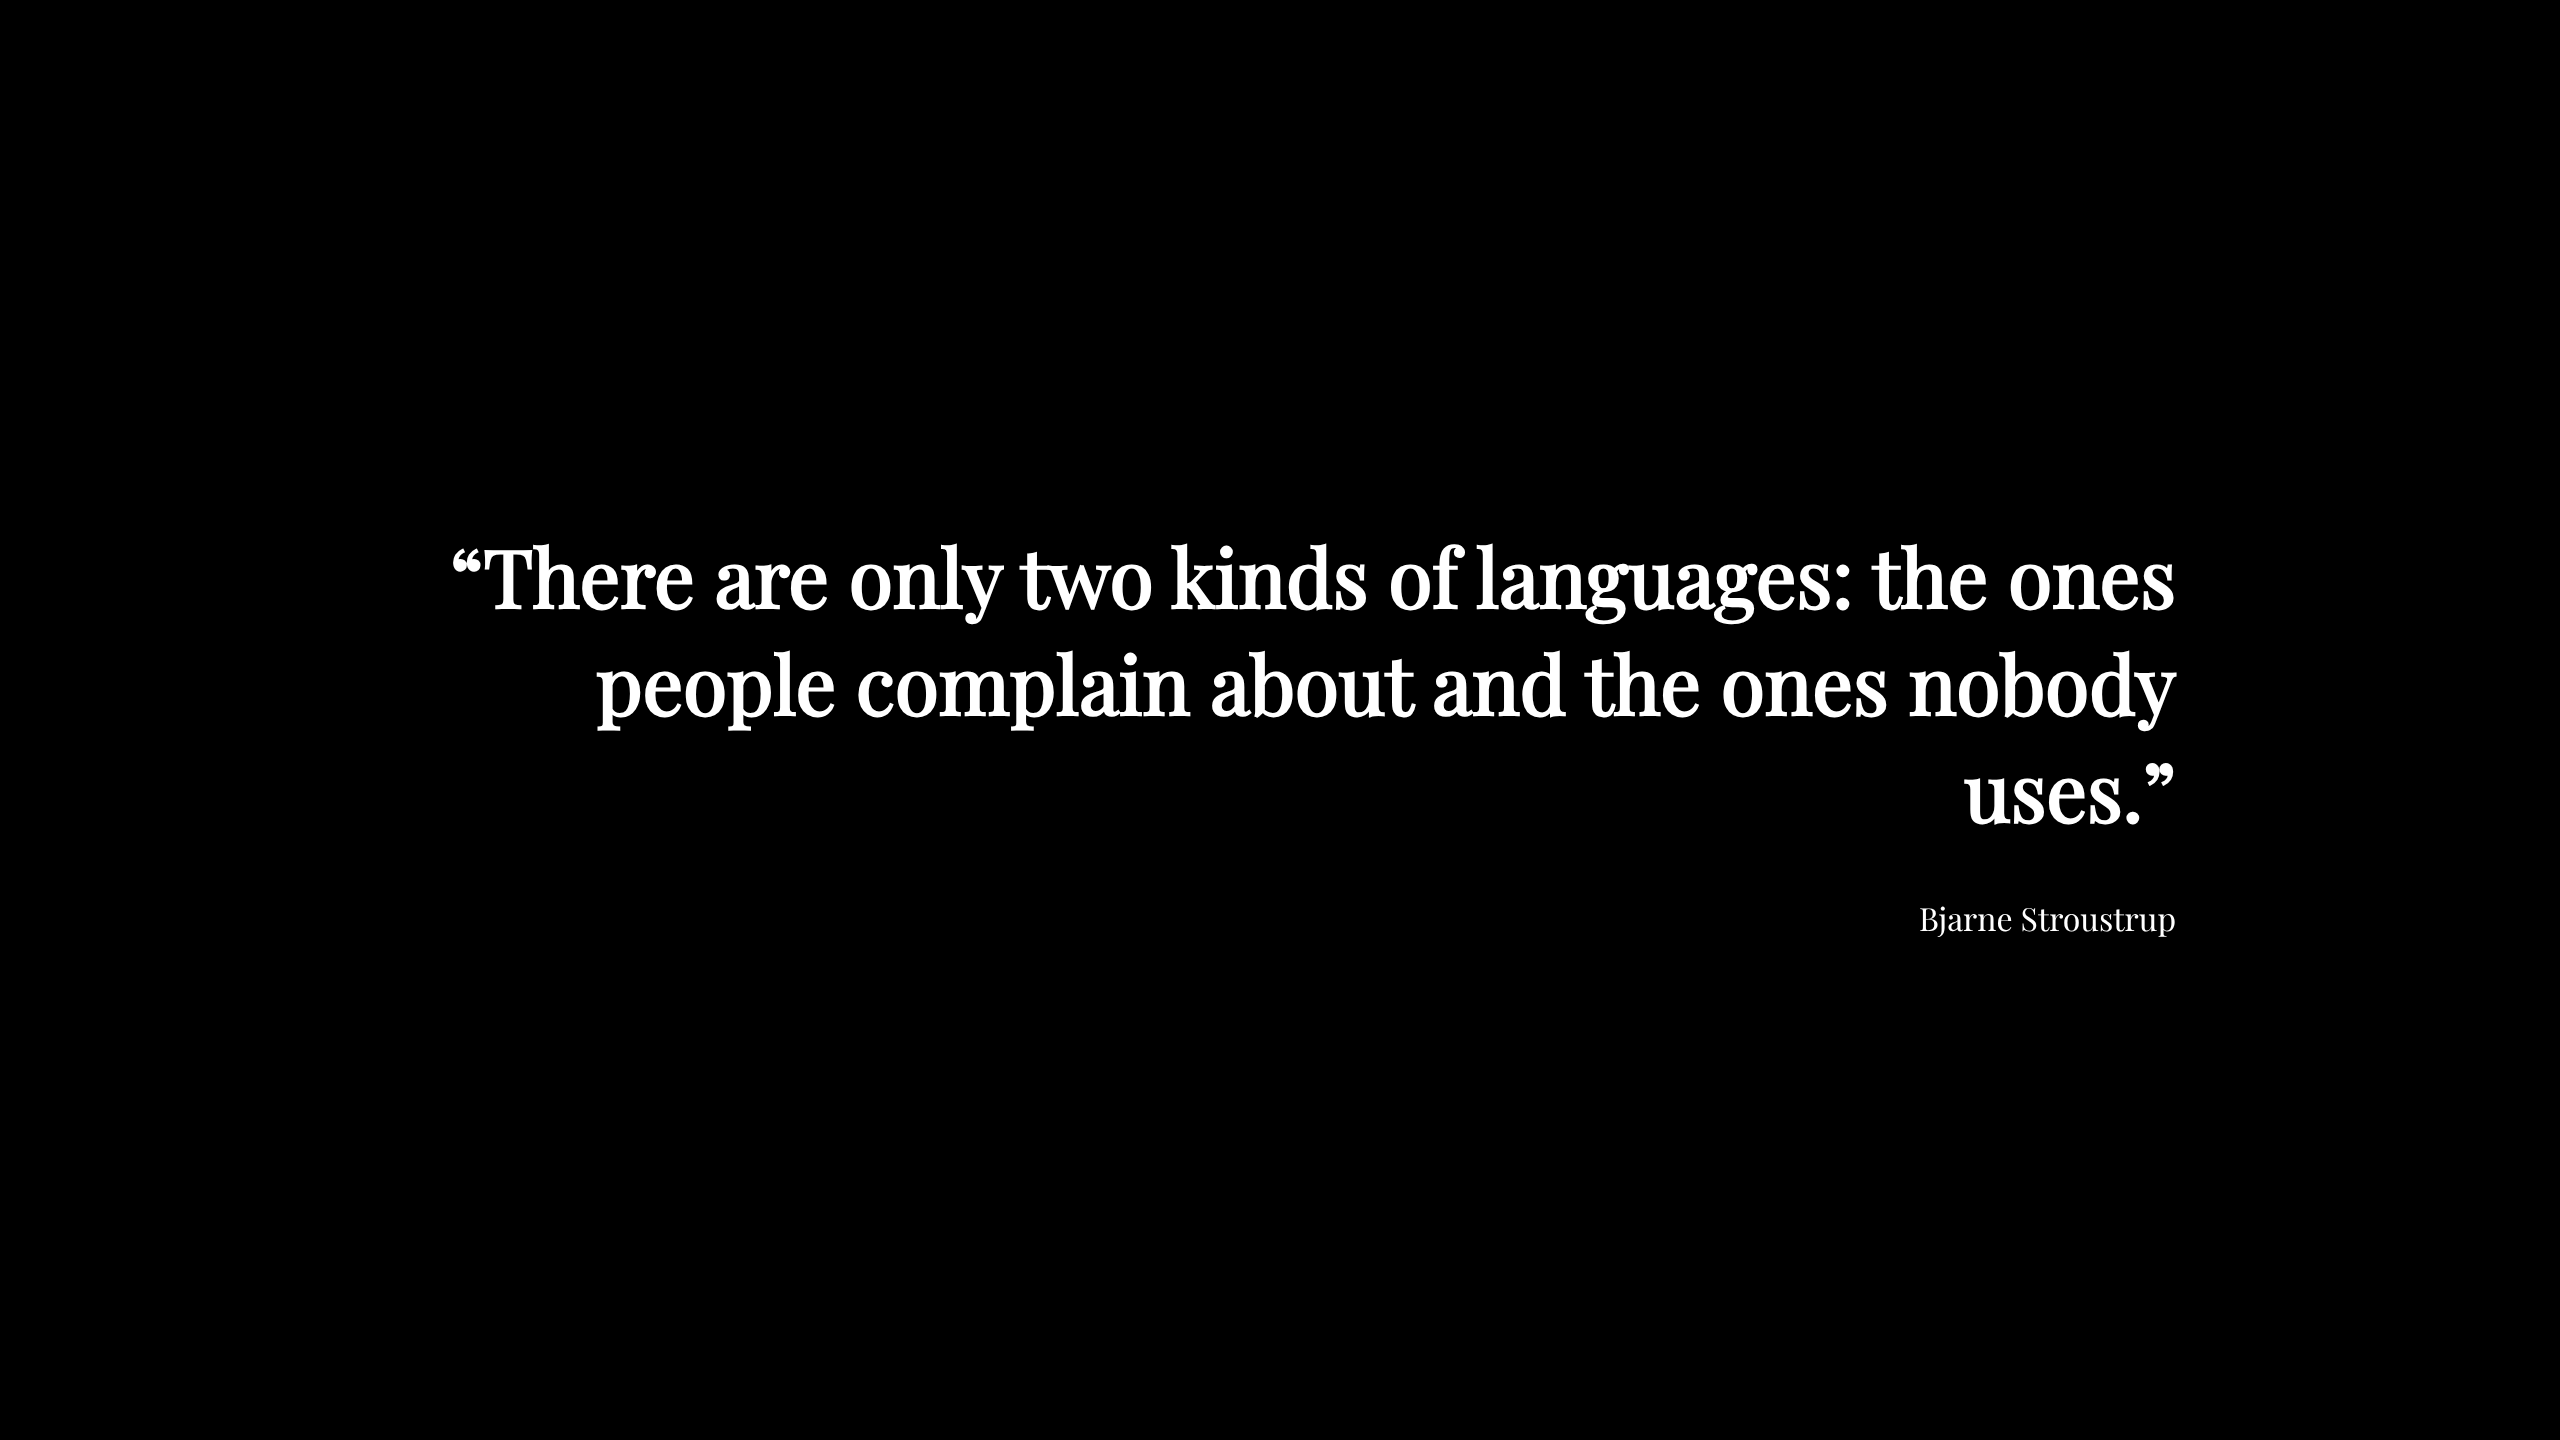 “There are only two kinds of languages: the ones
people complain about and the ones nobody
uses.”
Bjarne Stroustrup